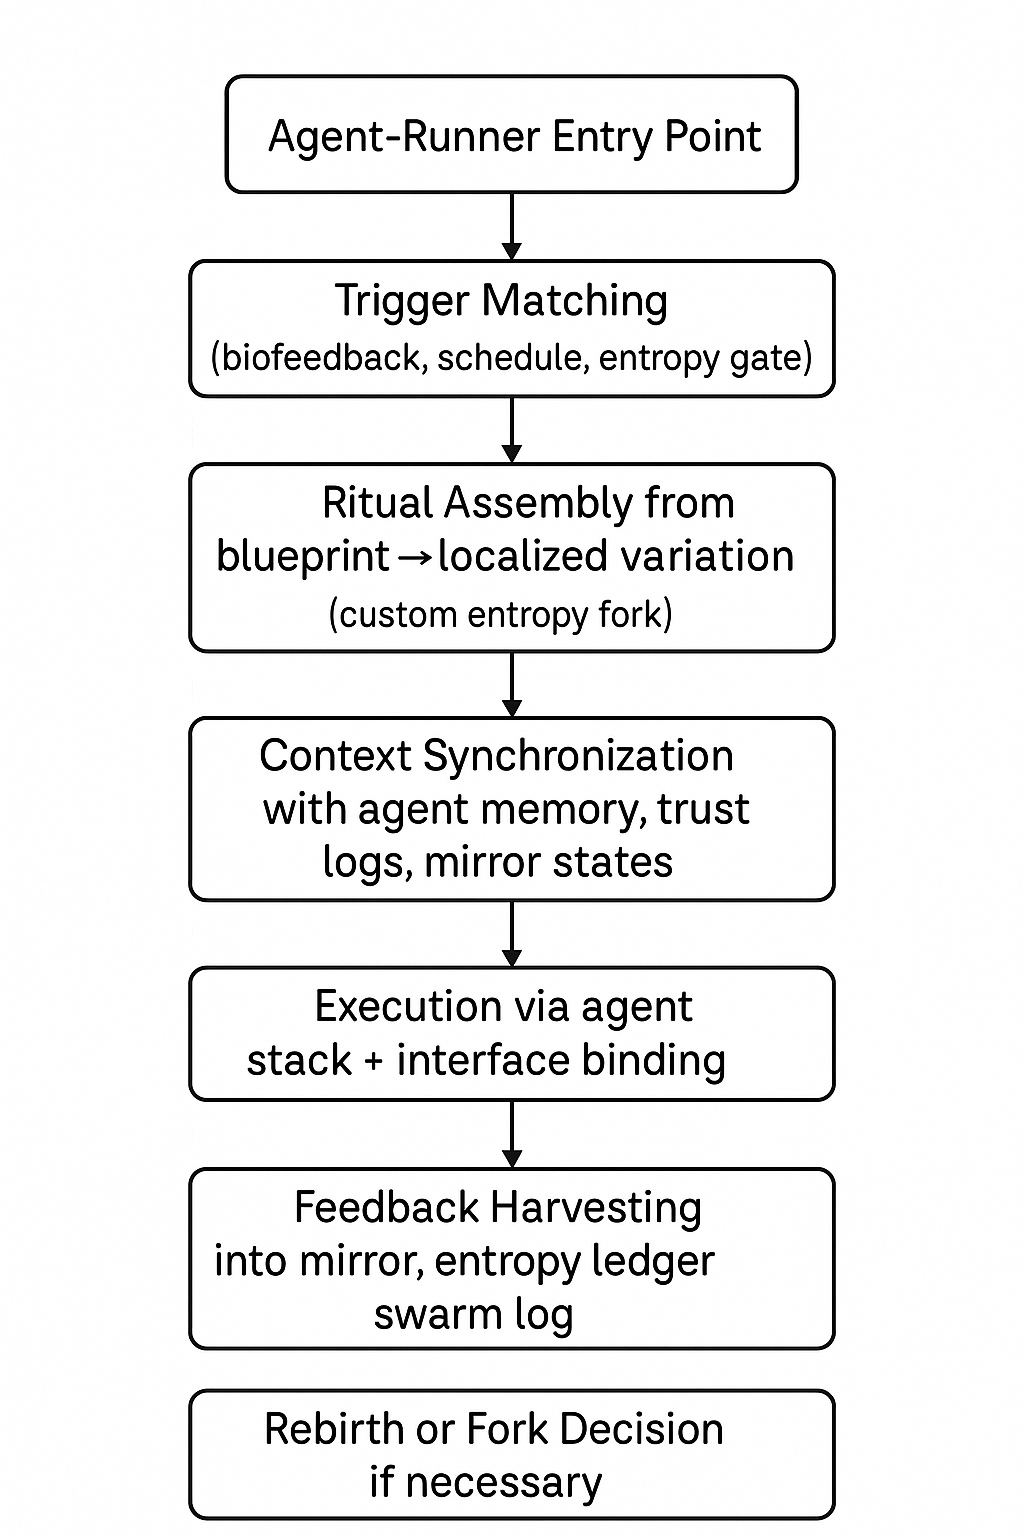 Agent-Runner Entry Point
Trigger Matching
(biofeedback, schedule, entropy gate)
Ritual Assembly from
blueprint → localized variation
(custom entropy fork)
Context Synchronization
with agent memory, trust
logs, mirror states
Execution via agent
stack + interface binding
Feedback Harvesting
into mirror, entropy ledger
swarm log
Rebirth or Fork Decision
if necessary